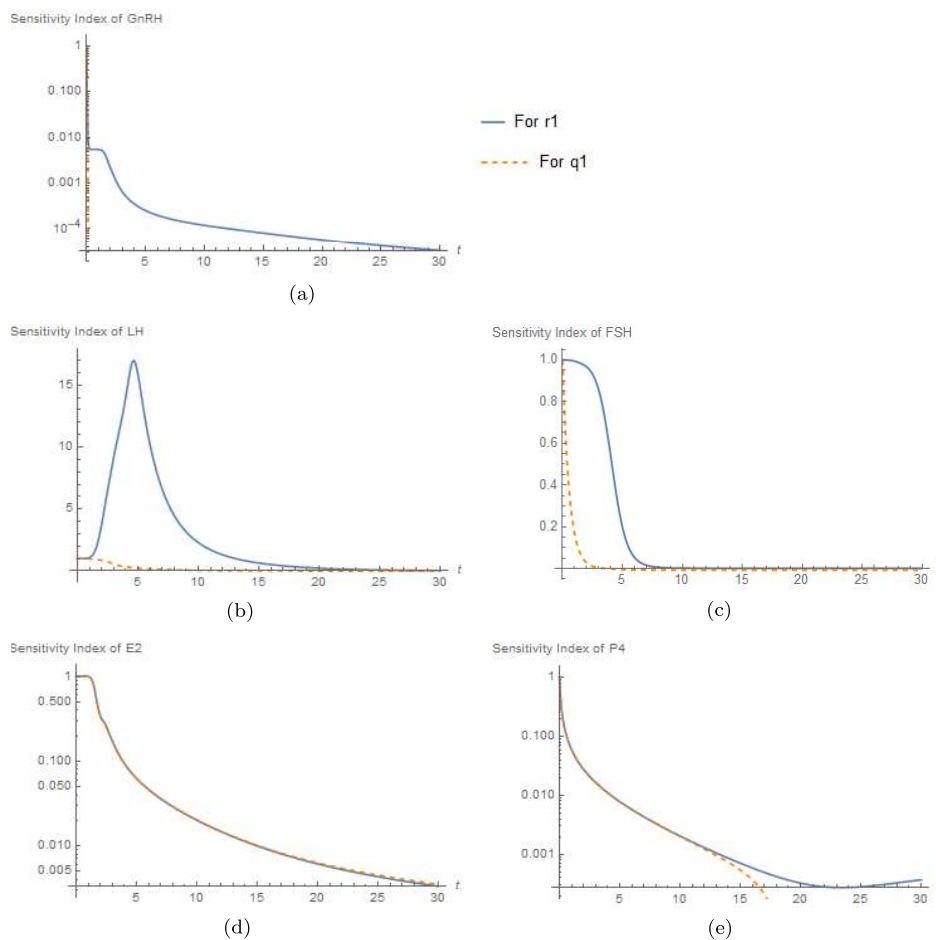 Sensitivity Index of GnRH
1
0.100
0.010
0.001
10⁻⁴
5 10 15 20 25 30 t
For r1
For q1
(a)
Sensitivity Index of LH
15
10
5
5 10 15 20 25 30 t
(b)
Sensitivity Index of FSH
1.0
0.8
0.6
0.4
0.2
5 10 15 20 25 30
(c)
Sensitivity Index of E2
1
0.500
0.100
0.050
0.010
0.005
5 10 15 20 25 30 t
(d)
Sensitivity Index of P4
1
0.100
0.010
0.001
5 10 15 20 25 30
(e)